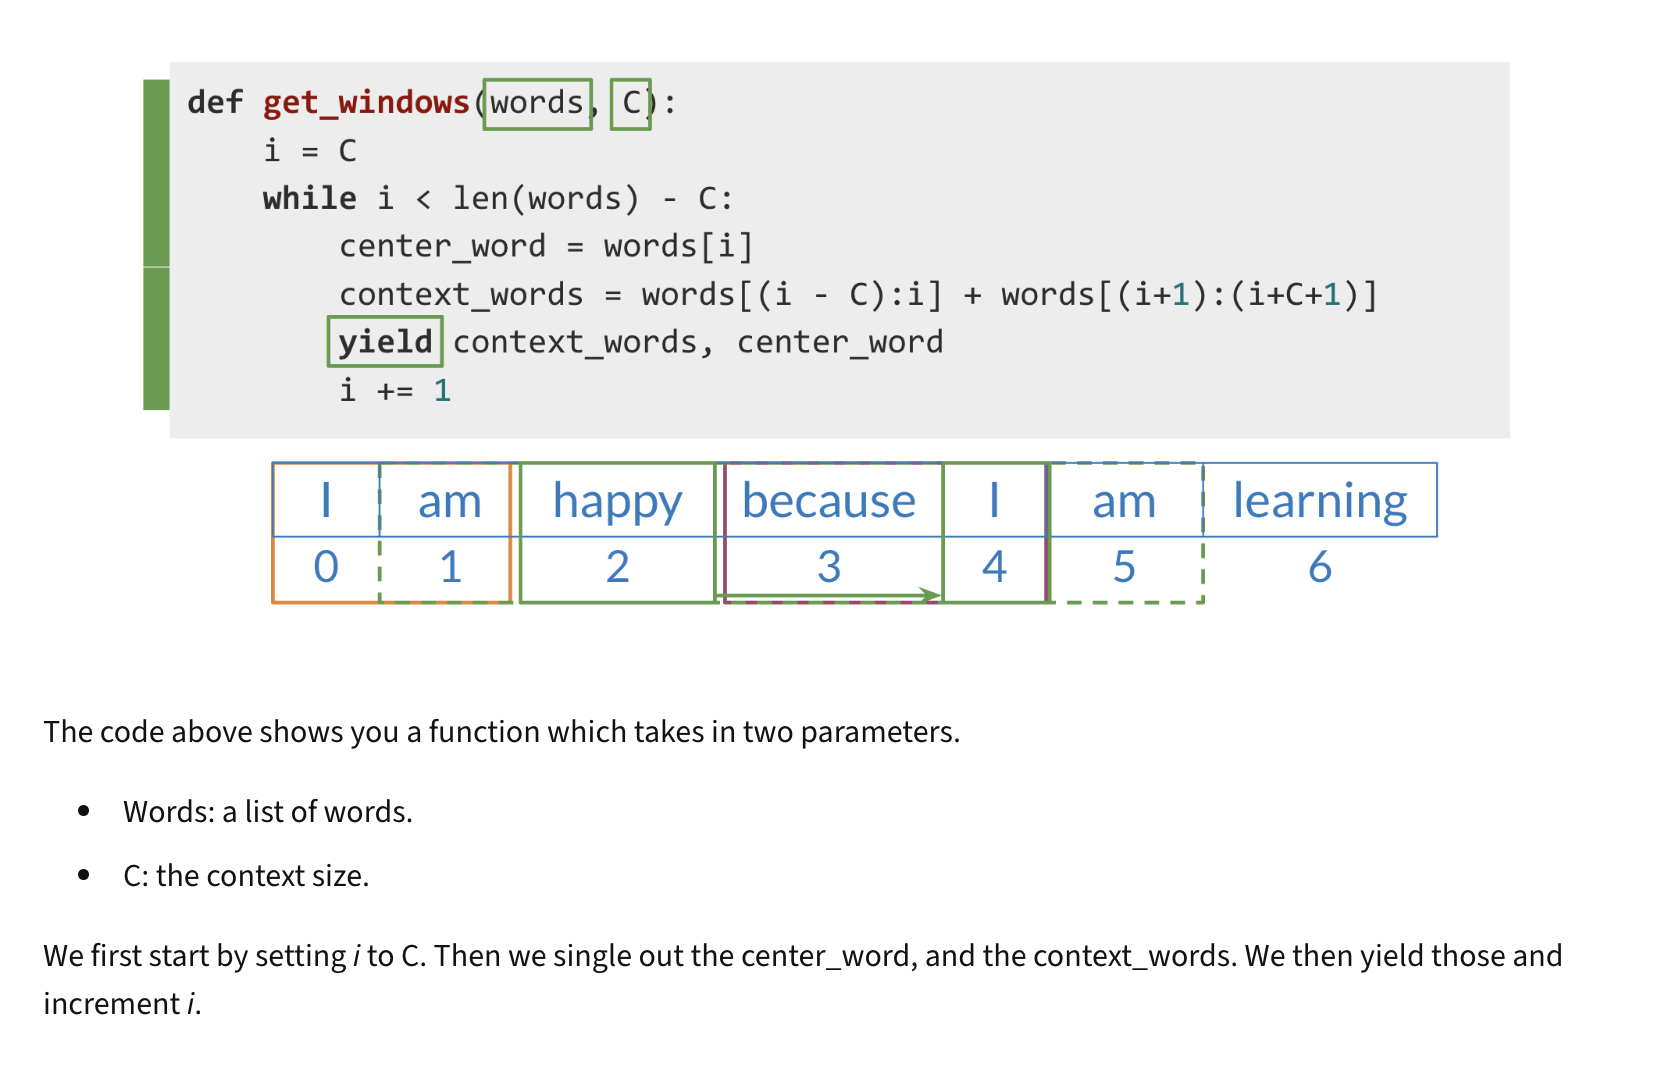 def get_windows(words, C):
    i = C
    while i < len(words) - C:
        center_word = words[i]
        context_words = words[(i - C):i] + words[(i+1):(i+C+1)]
        yield context_words, center_word
        i += 1
I am happy because I am learning
0 1 2 3 4 5 6
The code above shows you a function which takes in two parameters.
• Words: a list of words.
• C: the context size.
We first start by setting i to C. Then we single out the center_word, and the context_words. We then yield those and
increment i.